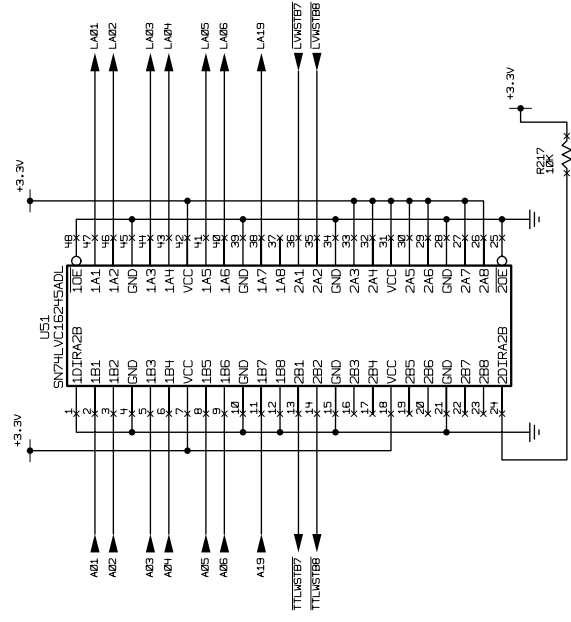 LA01
LA02
LA03
LA04
LA05
LA06
LA19
LVWSTB7
LVWSTB8
+3.3V
+3.3V
R217
10K
48
47
46
45
44
43
42
41
40
39
38
37
36
35
34
33
32
31
30
29
28
27
26
25
U51
SN74LVC16245ADL
1OE
1A1
1A2
GND
1A3
1A4
VCC
1A5
1A6
GND
1A7
1A8
2A1
2A2
GND
2A3
2A4
VCC
2A5
2A6
GND
2A7
2A8
2OE
1DIRA2B
1B1
1B2
GND
1B3
1B4
VCC
1B5
1B6
GND
1B7
1B8
2B1
2B2
GND
2B3
2B4
VCC
2B5
2B6
GND
2B7
2B8
2DIRA2B
1
2
3
4
5
6
7
8
9
10
11
12
13
14
15
16
17
18
19
20
21
22
23
24
+3.3V
A01
A02
A03
A04
A05
A06
A19
TTLWSTB7
TTLWSTB8